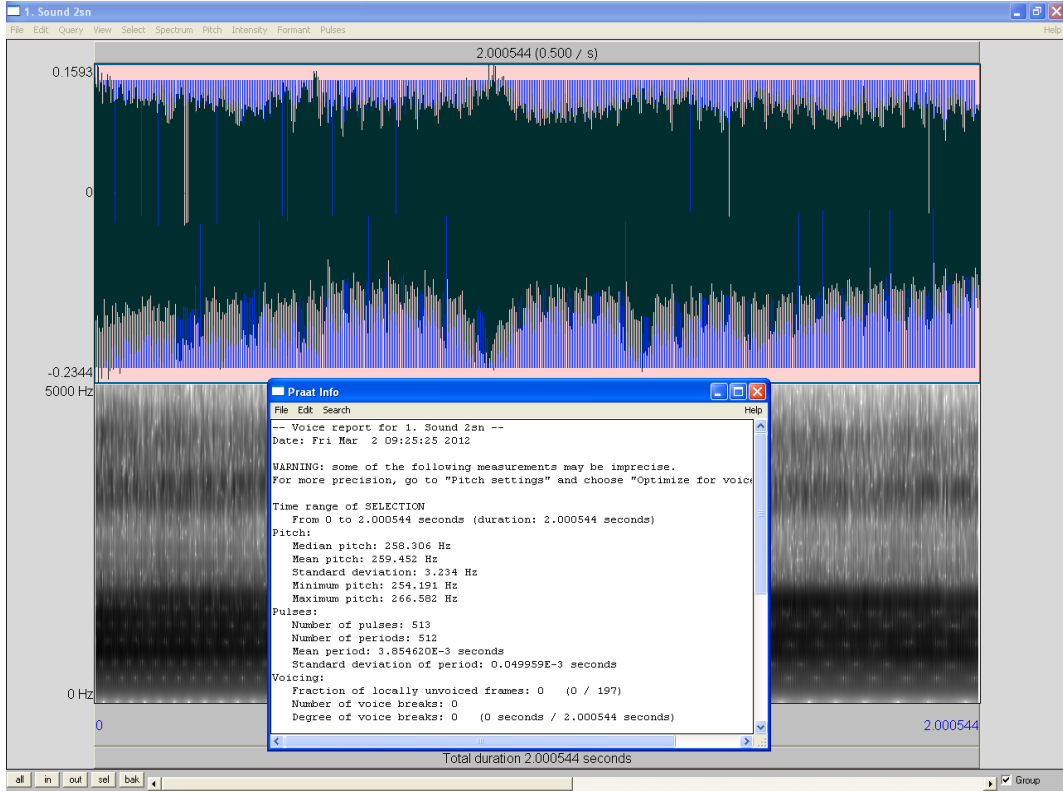 1. Sound 2sn
File Edit Query View Select Spectrum Pitch Intensity Formant Pulses Help
2.000544 (0.500 / s)
0.1593
0
-0.2344
5000 Hz
Praat Info
File Edit Search Help
-- Voice report for 1. Sound 2sn --
Date: Fri Mar  2 09:25:25 2012
WARNING: some of the following measurements may be imprecise.
For more precision, go to "Pitch settings" and choose "Optimize for voice
Time range of SELECTION
From 0 to 2.000544 seconds (duration: 2.000544 seconds)
Pitch:
Median pitch: 258.306 Hz
Mean pitch: 259.452 Hz
Standard deviation: 3.234 Hz
Minimum pitch: 254.191 Hz
Maximum pitch: 266.582 Hz
Pulses:
Number of pulses: 513
Number of periods: 512
Mean period: 3.854620E-3 seconds
Standard deviation of period: 0.049959E-3 seconds
Voicing:
Fraction of locally unvoiced frames: 0   (0 / 197)
Number of voice breaks: 0
Degree of voice breaks: 0   (0 seconds / 2.000544 seconds)
0 Hz
0 2.000544
Total duration 2.000544 seconds
all in out sel bak Group